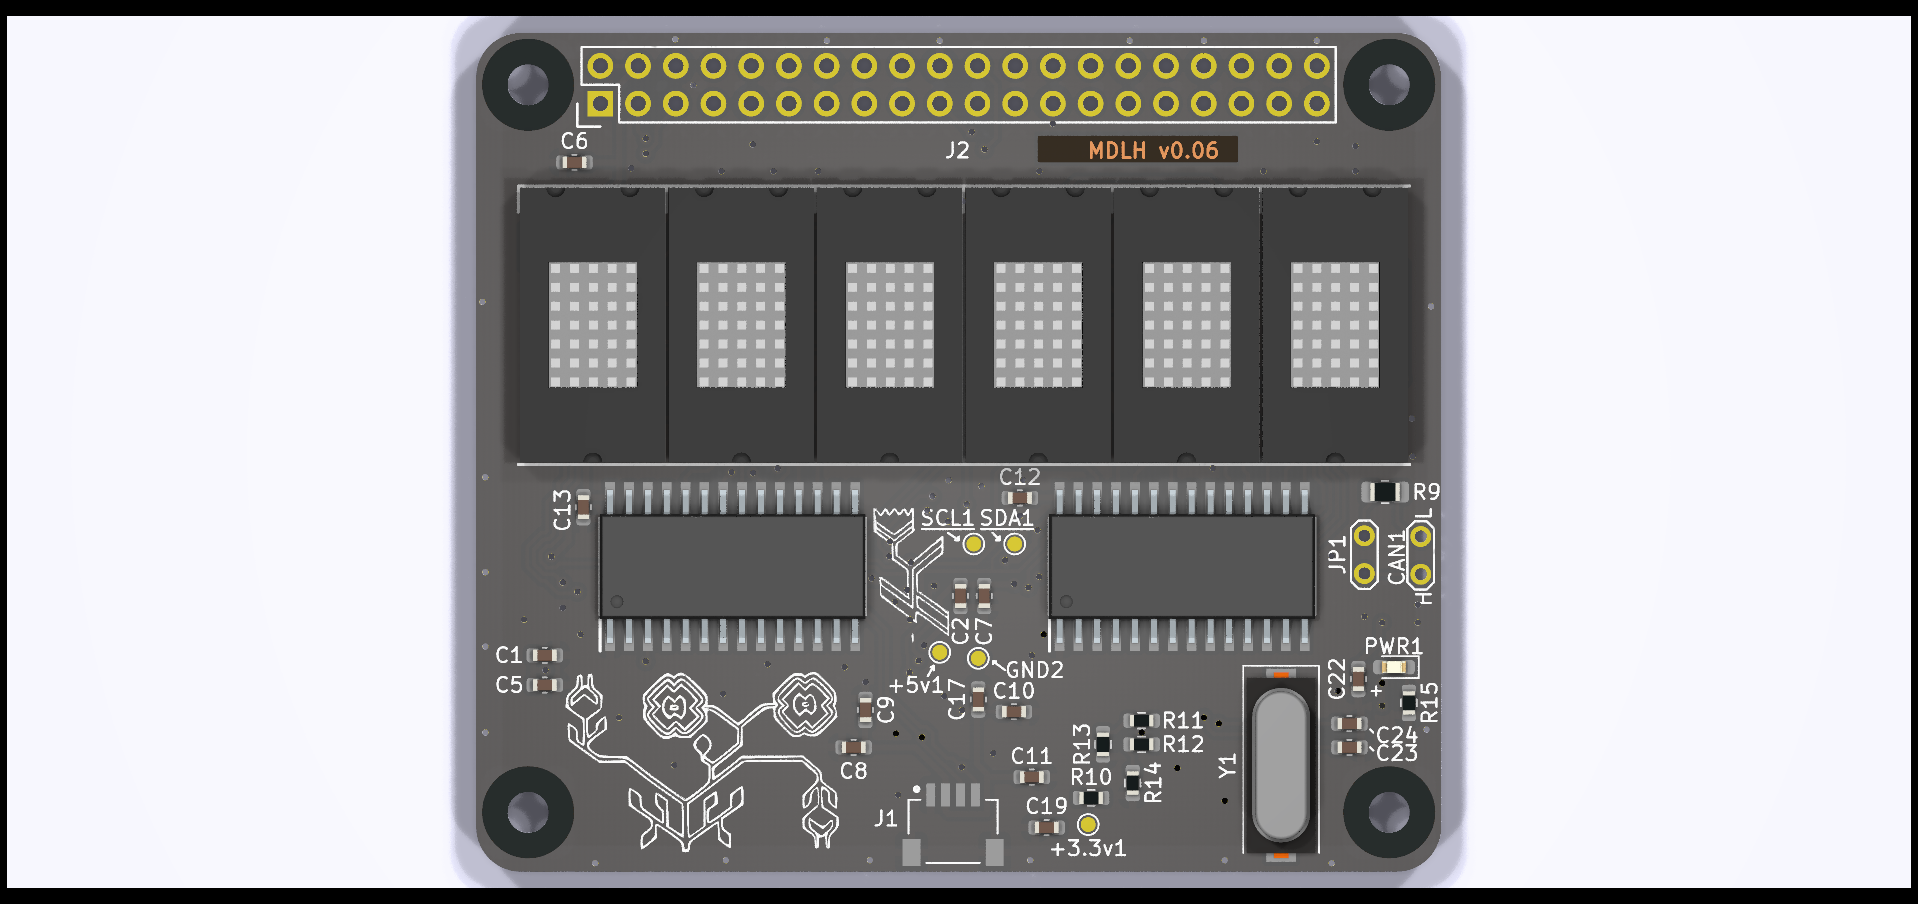 C6
J2
MDLH v0.06
C12
C13
R9
SCL1
SDA1
L
JP1
CAN1
H
C2
C7
C1
PWR1
GND2
C5
+5v1
C17
C10
C22
+
R15
C9
R11
R13
R12
C24
C23
C8
C11
Y1
R10
R14
C19
J1
+3.3v1